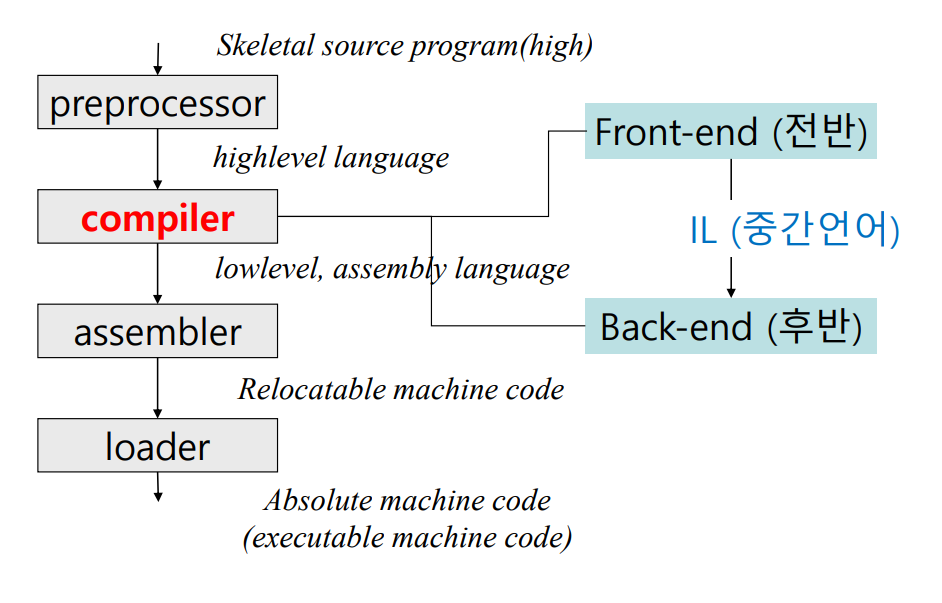 Skeletal source program(high)
preprocessor
highlevel language
compiler
lowlevel, assembly language
assembler
Relocatable machine code
loader
Absolute machine code
(executable machine code)
Front-end (전반)
IL (중간언어)
Back-end (후반)